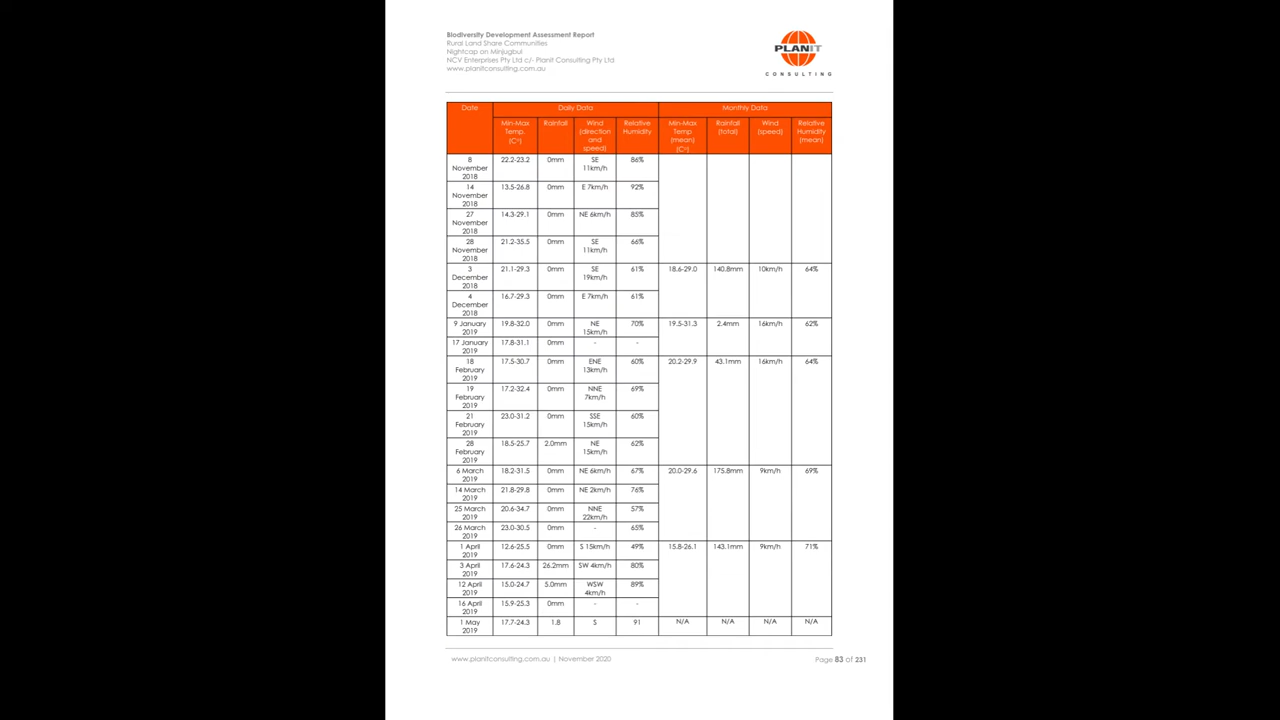 Biodiversity Development Assessment Report
Rural Land Share Communities
Nightcap on Minjugbul
NCV Enterprises Pty Ltd c/- Planit Consulting Pty Ltd
www.planitconsulting.com.au
PLANIT
CONSULTING
Date Daily Data Monthly Data
Min-Max Temp. (C°) Rainfall Wind (direction and speed) Relative Humidity Min-Max Temp (mean) (C°) Rainfall (total) Wind (speed) Relative Humidity (mean)
8 November 2018 22.2-23.2 0mm SE 11km/h 86%
14 November 2018 13.5-26.8 0mm E 7km/h 92%
27 November 2018 14.3-29.1 0mm NE 6km/h 85%
28 November 2018 21.2-35.5 0mm SE 11km/h 66%
3 December 2018 21.1-29.3 0mm SE 19km/h 61% 18.6-29.0 140.8mm 10km/h 64%
4 December 2018 16.7-29.3 0mm E 7km/h 61%
9 January 2019 19.8-32.0 0mm NE 15km/h 70% 19.5-31.3 2.4mm 16km/h 62%
17 January 2019 17.8-31.1 0mm - -
18 February 2019 17.5-30.7 0mm ENE 13km/h 60% 20.2-29.9 43.1mm 16km/h 64%
19 February 2019 17.2-32.4 0mm NNE 7km/h 69%
21 February 2019 23.0-31.2 0mm SSE 15km/h 60%
28 February 2019 18.5-25.7 2.0mm NE 15km/h 62%
6 March 2019 18.2-31.5 0mm NE 6km/h 67% 20.0-29.6 175.8mm 9km/h 69%
14 March 2019 21.8-29.8 0mm NE 2km/h 76%
25 March 2019 20.6-34.7 0mm NNE 22km/h 57%
26 March 2019 23.0-30.5 0mm - 65%
1 April 2019 12.6-25.5 0mm S 15km/h 49% 15.8-26.1 143.1mm 9km/h 71%
3 April 2019 17.6-24.3 26.2mm SW 4km/h 80%
12 April 2019 15.0-24.7 5.0mm WSW 4km/h 89%
16 April 2019 15.9-25.3 0mm - -
1 May 2019 17.7-24.3 1.8 S 91 N/A N/A N/A N/A
www.planitconsulting.com.au | November 2020
Page 83 of 231